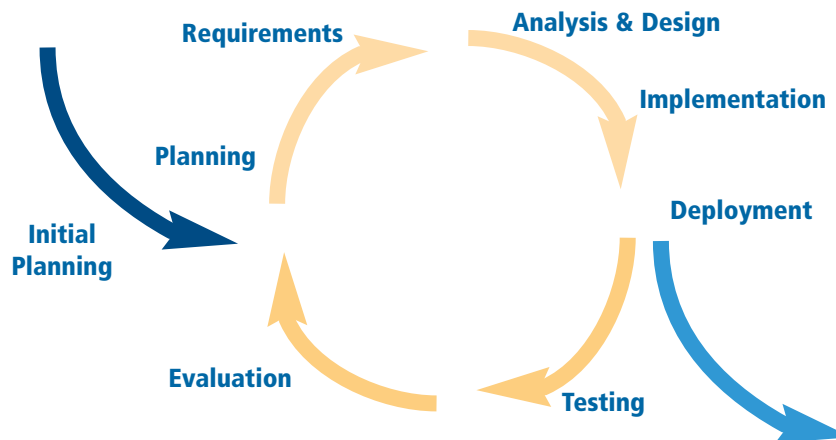 Requirements
Analysis & Design
Implementation
Planning
Deployment
Initial
Planning
Evaluation
Testing